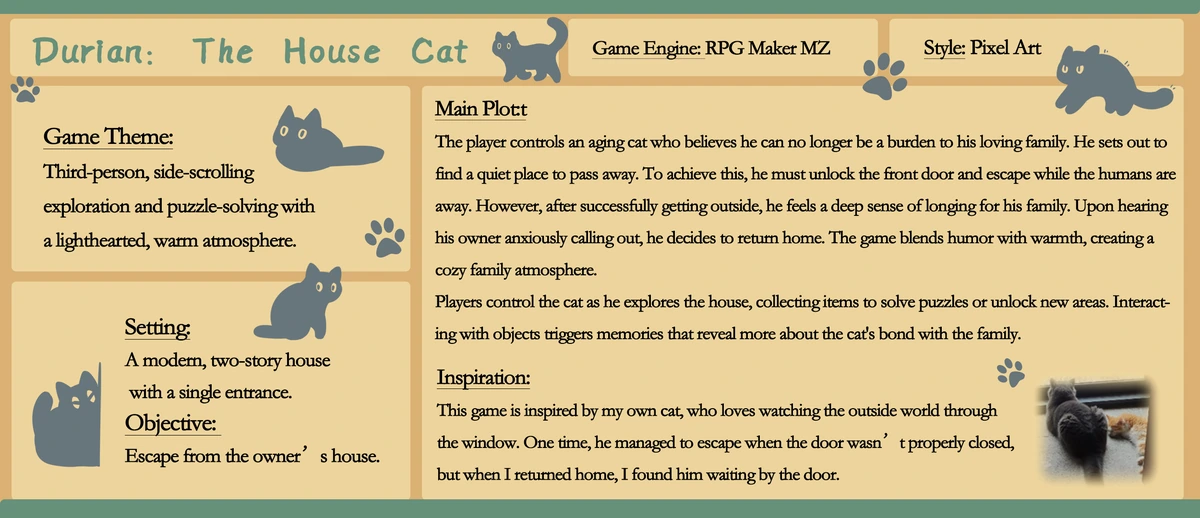 Durian: The House Cat
Game Engine: RPG Maker MZ
Style: Pixel Art
Game Theme:
Third-person, side-scrolling
exploration and puzzle-solving with
a lighthearted, warm atmosphere.
Setting:
A modern, two-story house
with a single entrance.
Objective:
Escape from the owner’s house.
Main Plot:t
The player controls an aging cat who believes he can no longer be a burden to his loving family. He sets out to
find a quiet place to pass away. To achieve this, he must unlock the front door and escape while the humans are
away. However, after successfully getting outside, he feels a deep sense of longing for his family. Upon hearing
his owner anxiously calling out, he decides to return home. The game blends humor with warmth, creating a
cozy family atmosphere.
Players control the cat as he explores the house, collecting items to solve puzzles or unlock new areas. Interact-
ing with objects triggers memories that reveal more about the cat's bond with the family.
Inspiration:
This game is inspired by my own cat, who loves watching the outside world through
the window. One time, he managed to escape when the door wasn’t properly closed,
but when I returned home, I found him waiting by the door.